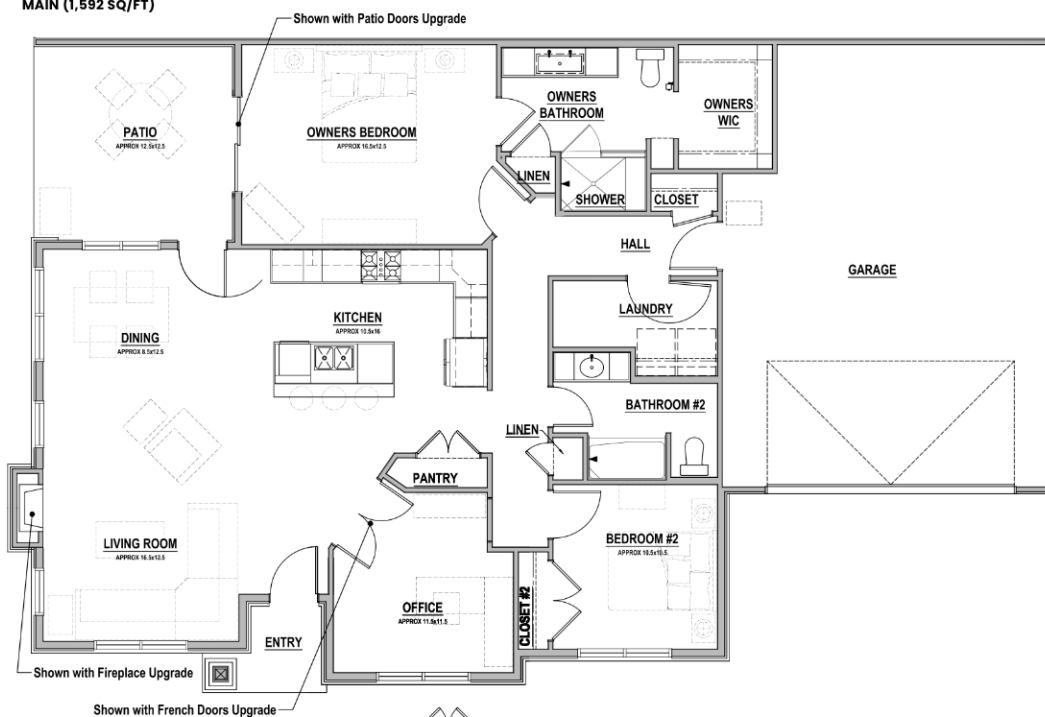 MAIN (1,592 SQ/FT)
Shown with Patio Doors Upgrade
PATIO
APPROX 12.5x12.5
OWNERS BEDROOM
APPROX 16.5x12.5
OWNERS
BATHROOM
OWNERS
WIC
LINEN
SHOWER
CLOSET
HALL
GARAGE
LAUNDRY
KITCHEN
APPROX 10.5x16
DINING
APPROX 8.5x12.5
BATHROOM #2
LINEN
PANTRY
LIVING ROOM
APPROX 16.5x12.5
BEDROOM #2
APPROX 10.5x10.5
OFFICE
APPROX 11.5x11.5
CLOSET #2
ENTRY
Shown with Fireplace Upgrade
Shown with French Doors Upgrade